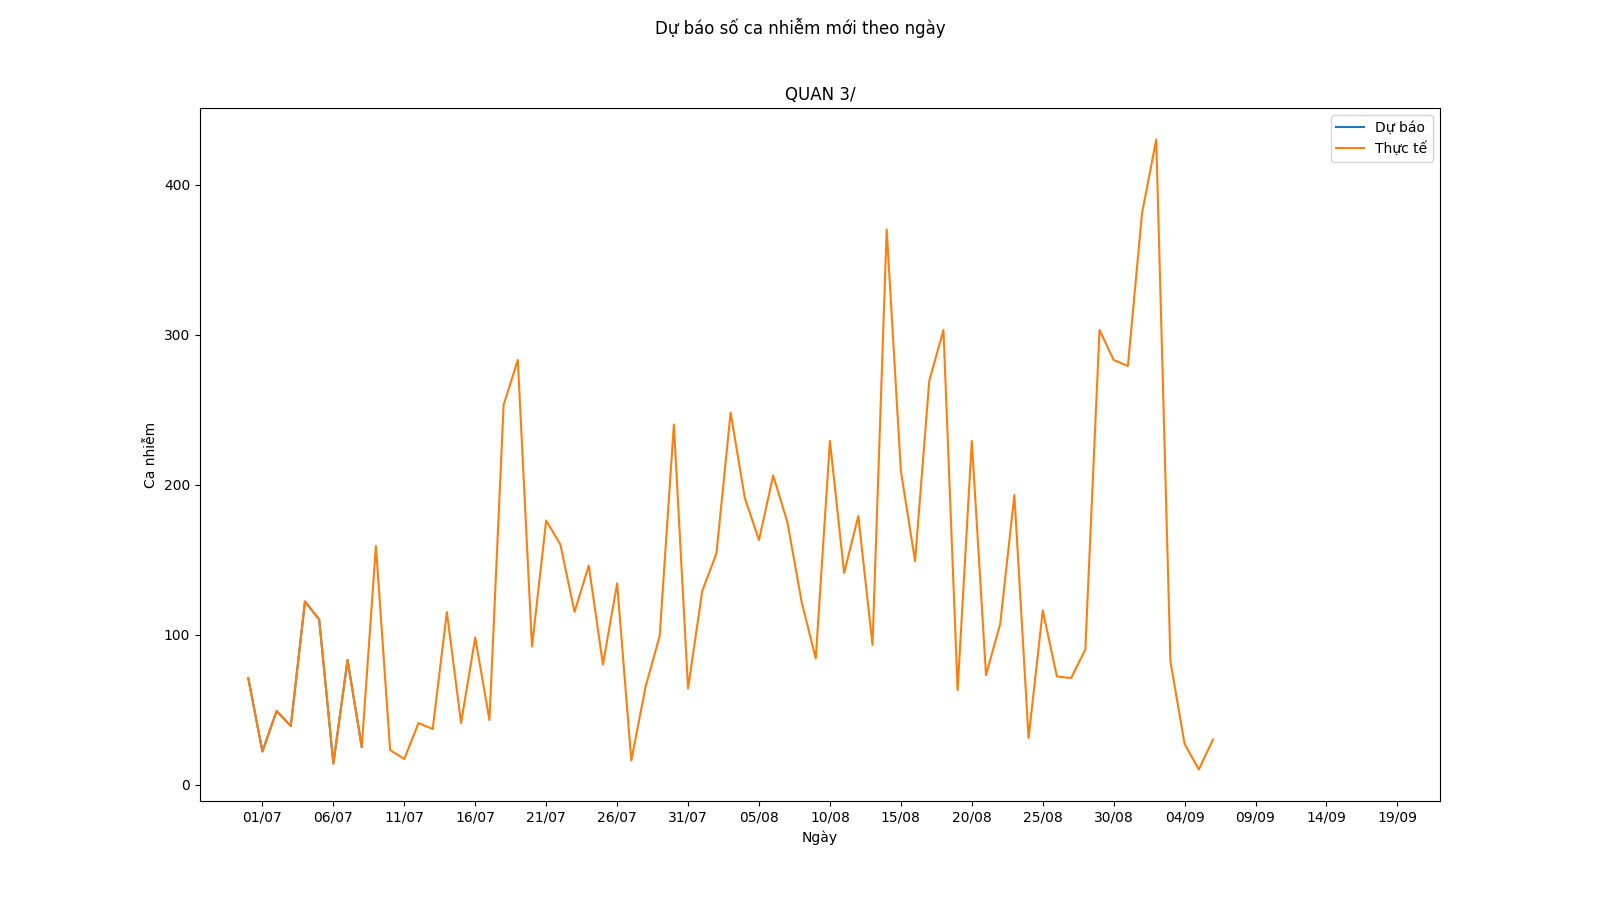 Dự báo số ca nhiễm mới theo ngày
QUAN 3/
Dự báo
Thực tế
400
300
200
100
0
Ca nhiễm
01/07 06/07 11/07 16/07 21/07 26/07 31/07 05/08 10/08 15/08 20/08 25/08 30/08 04/09 09/09 14/09 19/09
Ngày